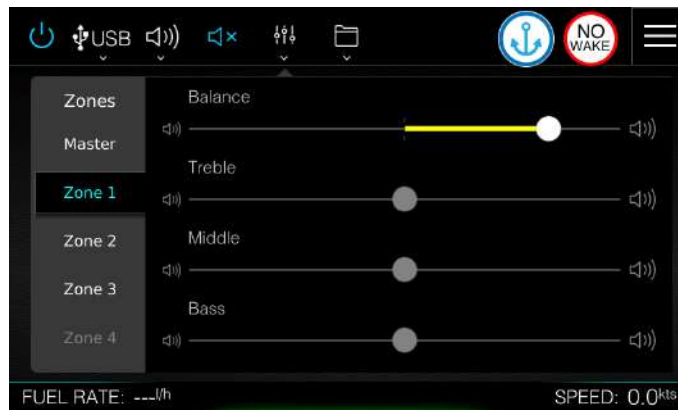 USB
NO
WAKE
Zones
Master
Zone 1
Zone 2
Zone 3
Zone 4
Balance
Treble
Middle
Bass
FUEL RATE: ---l/h
SPEED: 0.0kts